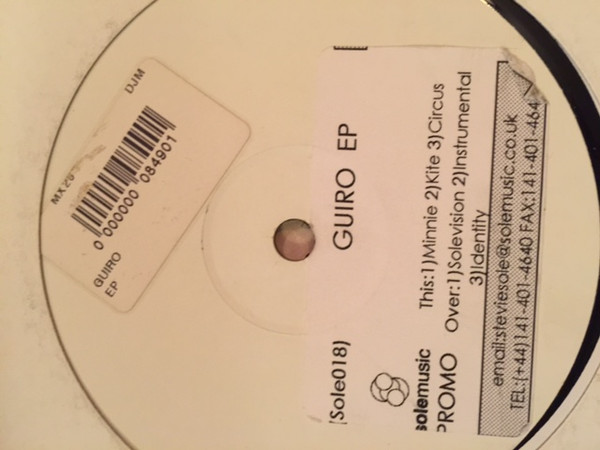 DJM
0 000000 084901
GUIRO
EP
GUIRO EP
(Sole018)
This:1)Minnie 2)Kite 3)Circus
Over:1)Solevision 2)Instrumental
3)Identity
solemusic
PROMO
email:steviesole@solemusic.co.uk
TEL:(+44)141-401-4640 FAX:141-401-464